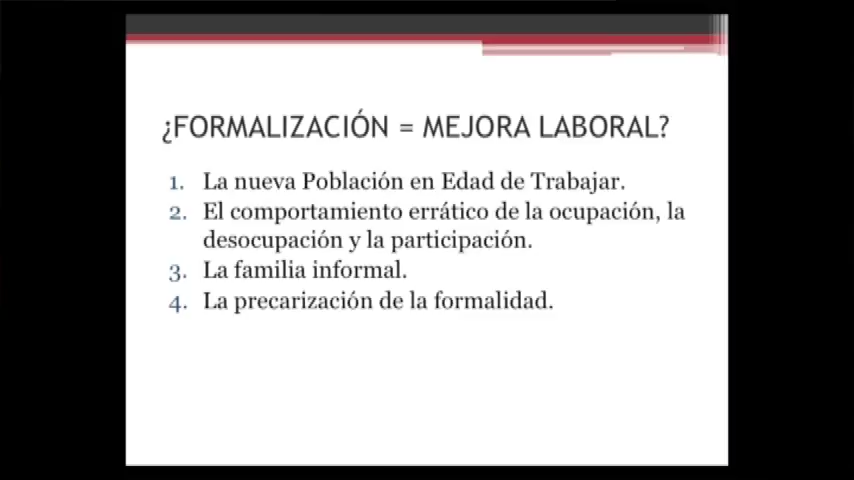 ¿FORMALIZACIÓN = MEJORA LABORAL?
1. La nueva Población en Edad de Trabajar.
2. El comportamiento errático de la ocupación, la
desocupación y la participación.
3. La familia informal.
4. La precarización de la formalidad.